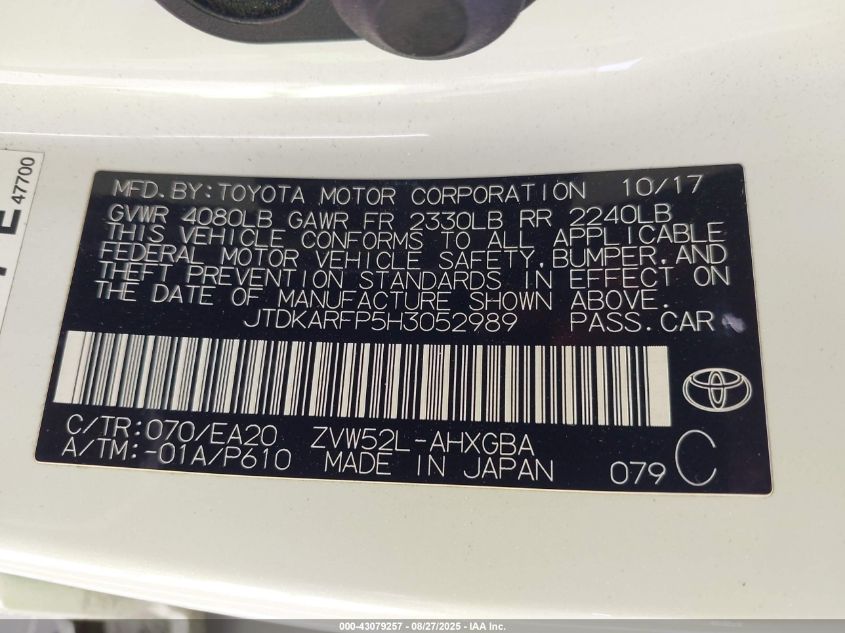 47700
MFD. BY: TOYOTA MOTOR CORPORATION 10/17
GVWR 4080LB GAWR FR 2330LB RR 2240LB
THIS VEHICLE CONFORMS TO ALL APPLICABLE
FEDERAL MOTOR VEHICLE SAFETY, BUMPER, AND
THEFT PREVENTION STANDARDS IN EFFECT ON
THE DATE OF MANUFACTURE SHOWN ABOVE.
JTDKARFP5H3052989 PASS. CAR
C/TR: 070/EA20 ZVW52L-AHXGBA
A/TM: -01A/P610 MADE IN JAPAN 079 C
000-43079257 - 08/27/2025 - IAA Inc.